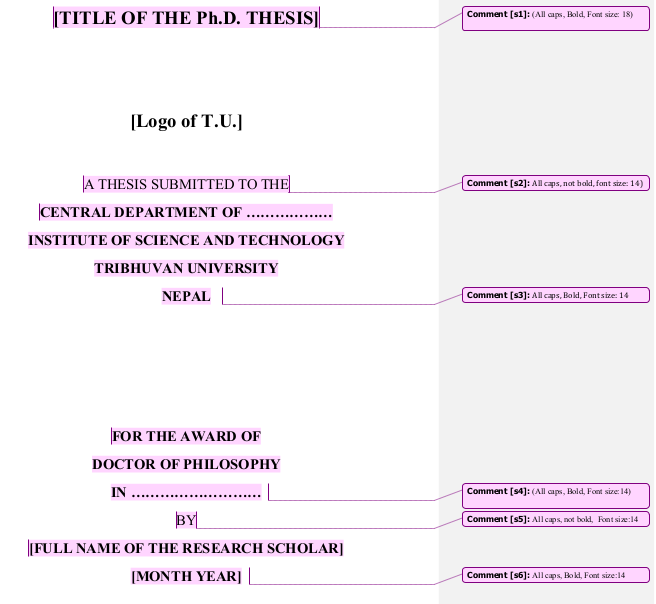 [TITLE OF THE Ph.D. THESIS]
Comment [s1]: (All caps, Bold, Font size: 18)
[Logo of T.U.]
A THESIS SUBMITTED TO THE
Comment [s2]: All caps, not bold, font size: 14)
CENTRAL DEPARTMENT OF ………………
INSTITUTE OF SCIENCE AND TECHNOLOGY
TRIBHUVAN UNIVERSITY
NEPAL
Comment [s3]: All caps, Bold, Font size: 14
FOR THE AWARD OF
DOCTOR OF PHILOSOPHY
IN ………………………
Comment [s4]: (All caps, Bold, Font size:14)
BY
Comment [s5]: All caps, not bold, Font size:14
[FULL NAME OF THE RESEARCH SCHOLAR]
[MONTH YEAR]
Comment [s6]: All caps, Bold, Font size:14